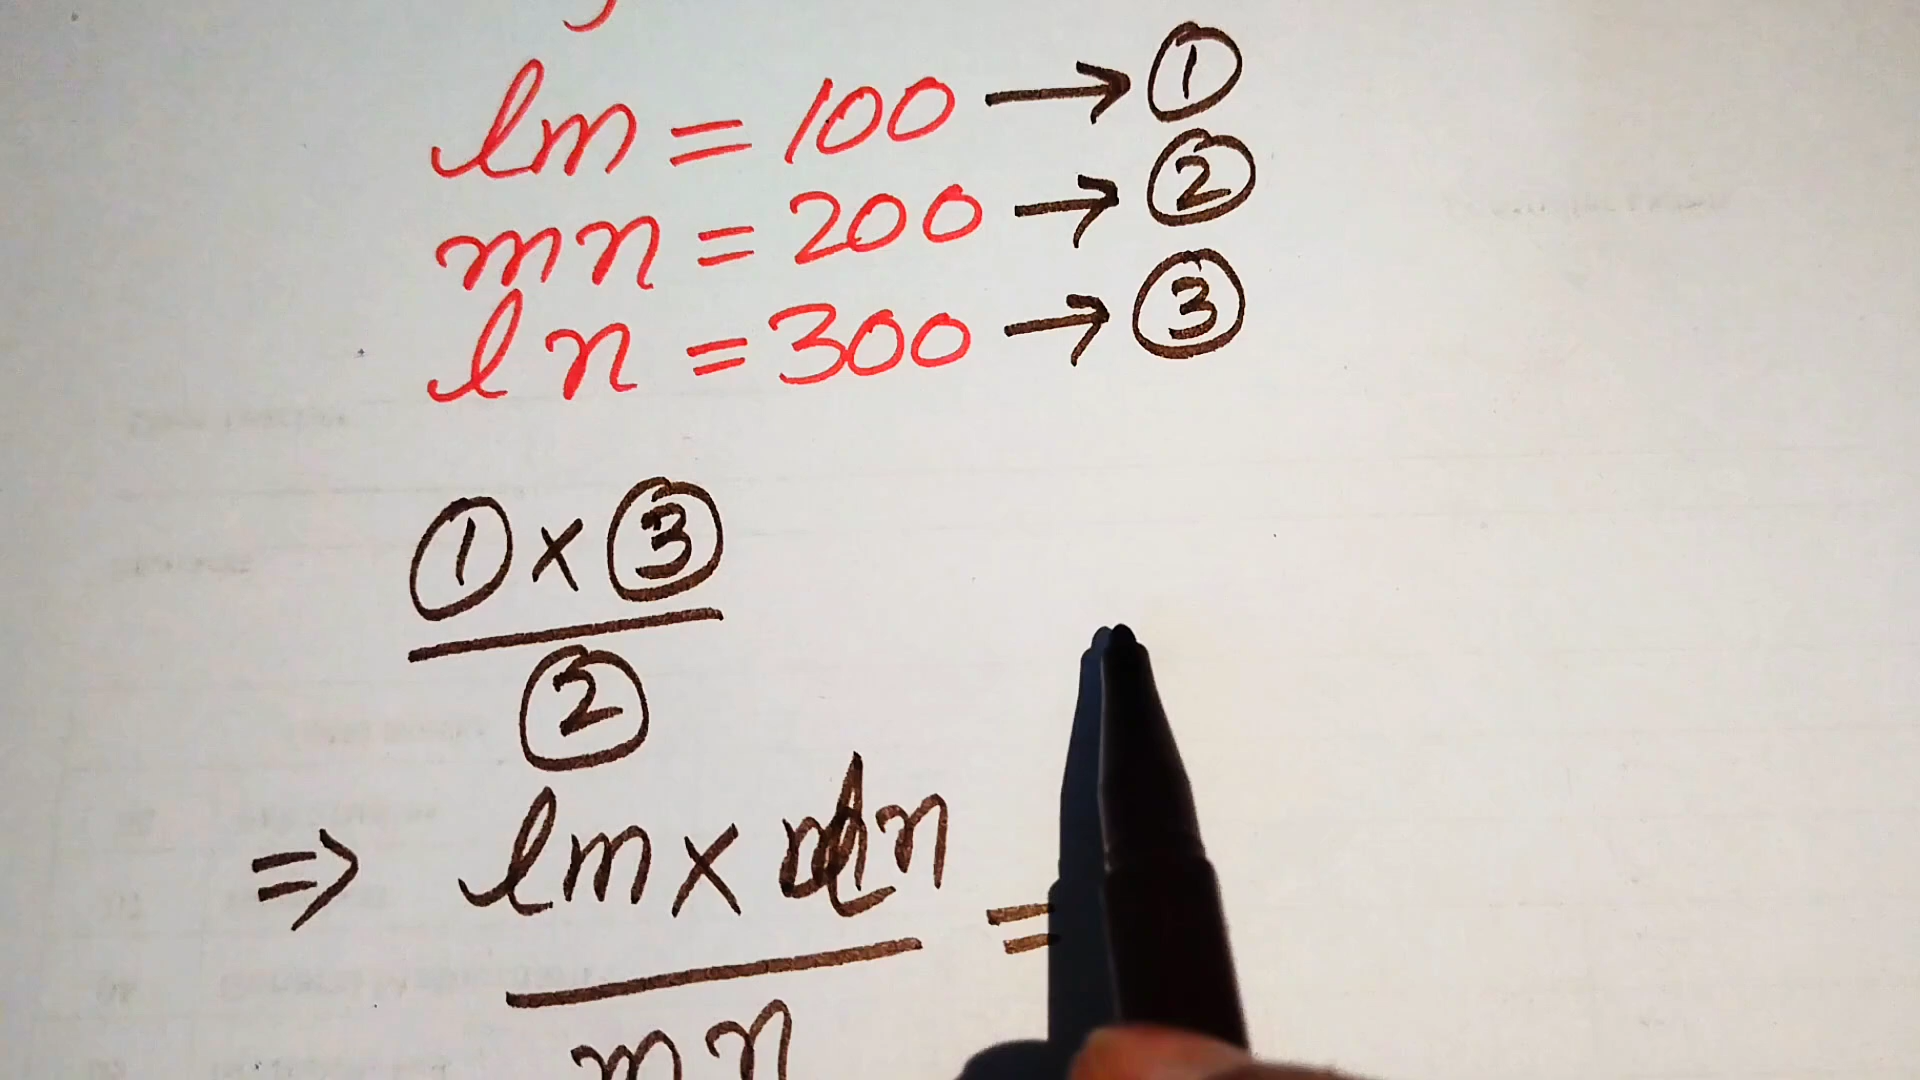 lm = 100 → ①
mn = 200 → ②
ln = 300 → ③
① × ③
②
⇒ lm × ln =
mn